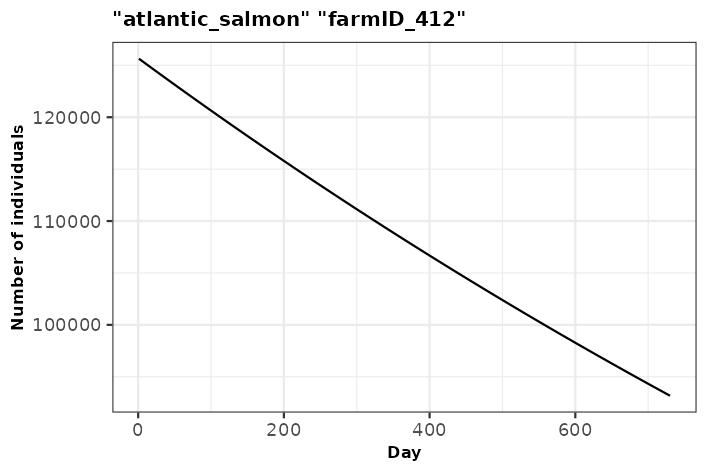 "atlantic_salmon" "farmID_412"
Number of individuals
120000
110000
100000
0 200 400 600
Day